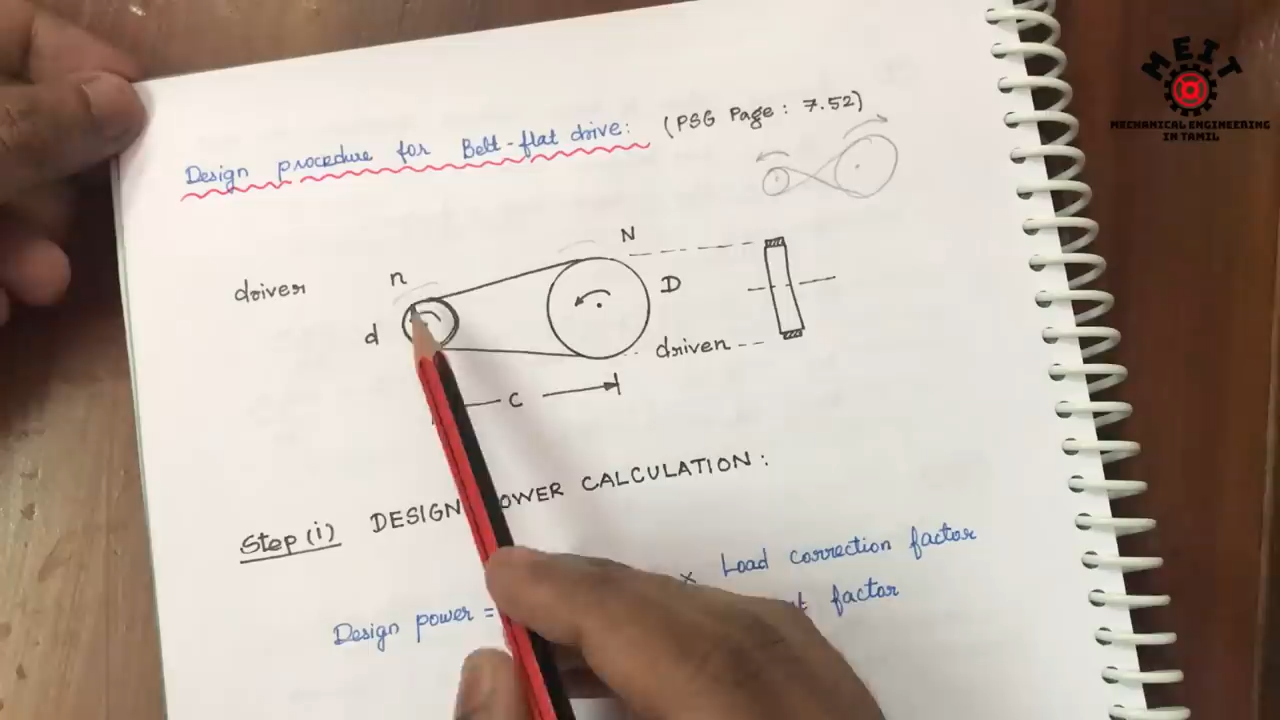 Design procedure for Belt-flat drive: (PSG Page: 7.52)
N
n
driver
D
d
driven
C
Step (i) DESIGN POWER CALCULATION:
Design power = × Load correction factor
factor
MEIT
MECHANICAL ENGINEERING
IN TAMIL